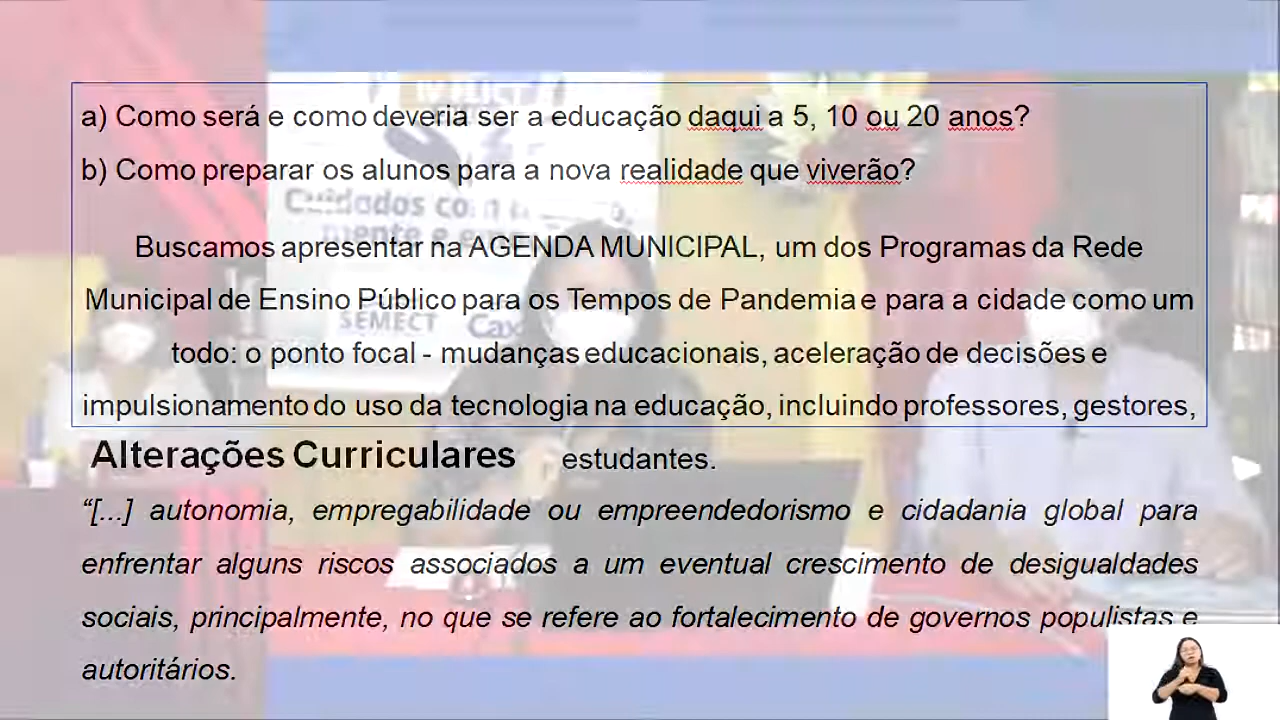 a) Como será e como deveria ser a educação daqui a 5, 10 ou 20 anos?
b) Como preparar os alunos para a nova realidade que viverão?
Cuidados com
mente e
SEMECT
Buscamos apresentar na AGENDA MUNICIPAL, um dos Programas da Rede
Municipal de Ensino Público para os Tempos de Pandemia e para a cidade como um
todo: o ponto focal - mudanças educacionais, aceleração de decisões e
impulsionamento do uso da tecnologia na educação, incluindo professores, gestores,
estudantes.
Alterações Curriculares
“[...] autonomia, empregabilidade ou empreendedorismo e cidadania global para
enfrentar alguns riscos associados a um eventual crescimento de desigualdades
sociais, principalmente, no que se refere ao fortalecimento de governos populistas e
autoritários.